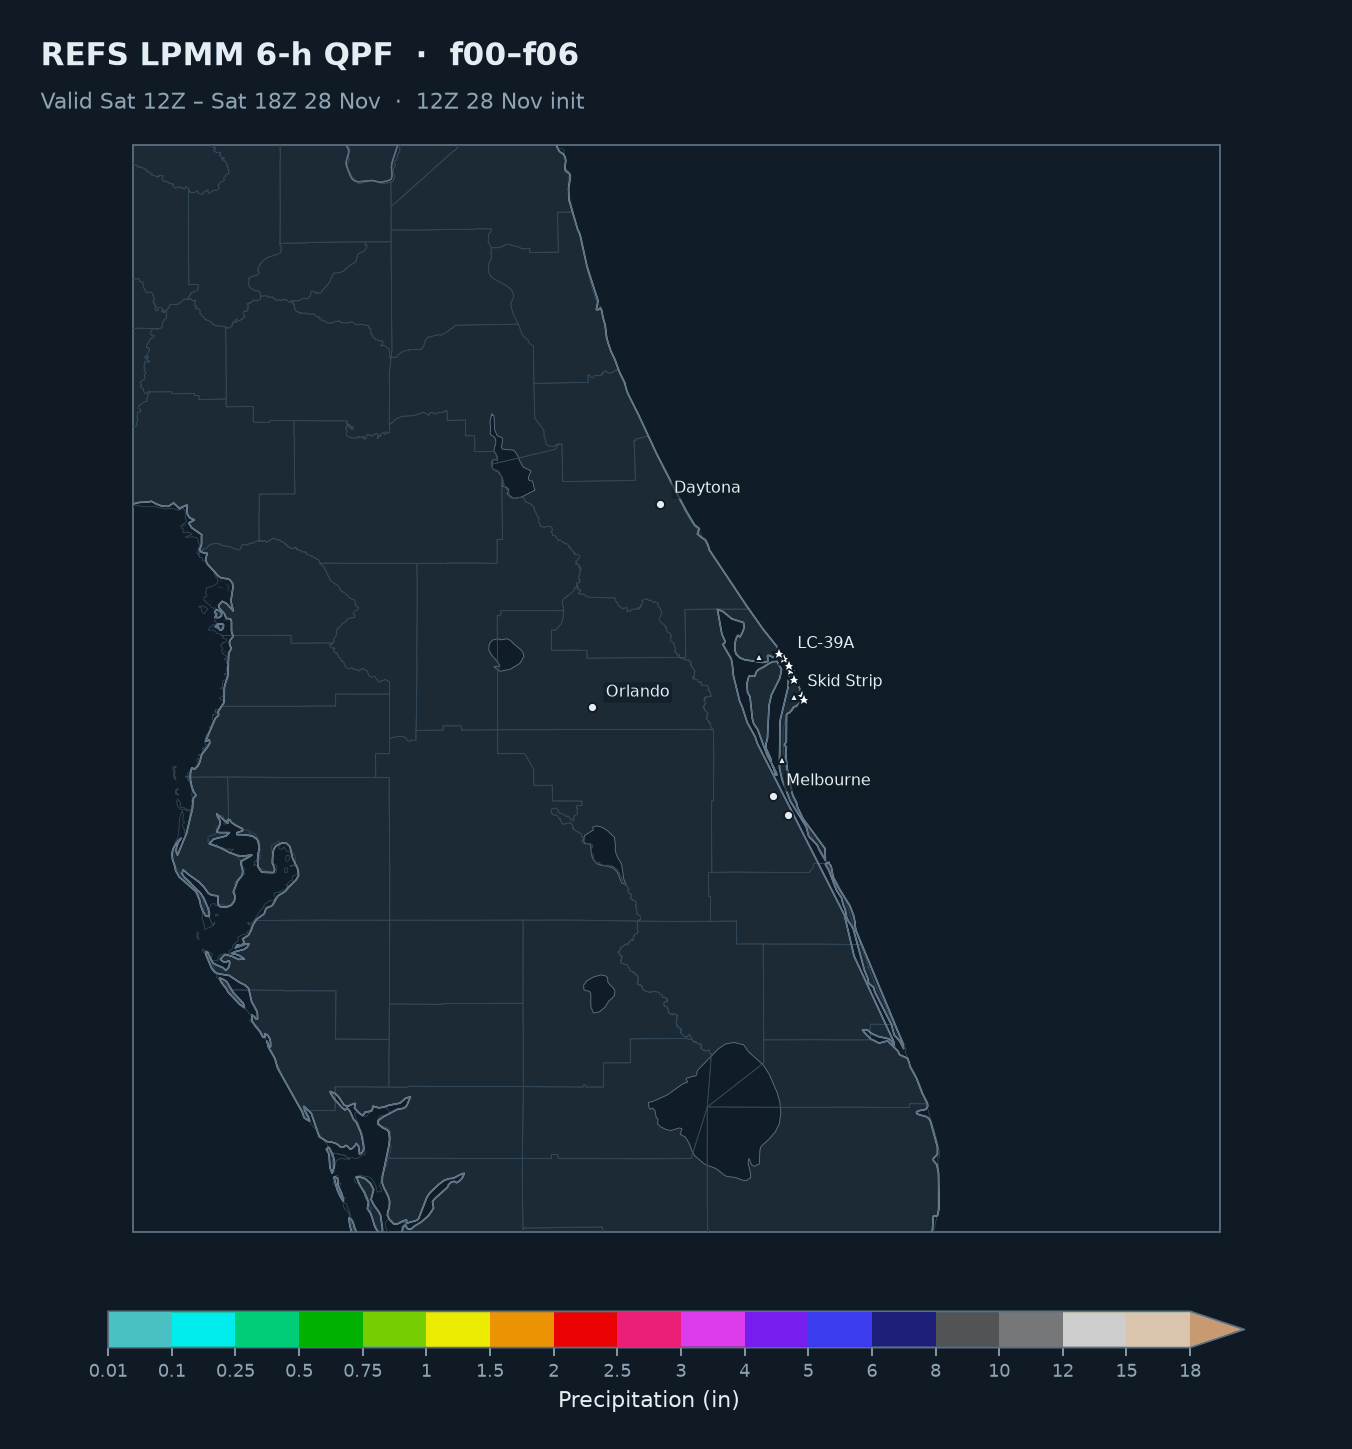 REFS LPMM 6-h QPF · f00–f06
Valid Sat 12Z – Sat 18Z 28 Nov · 12Z 28 Nov init
Daytona
LC-39A
Skid Strip
Orlando
Melbourne
0.01 0.1 0.25 0.5 0.75 1 1.5 2 2.5 3 4 5 6 8 10 12 15 18
Precipitation (in)